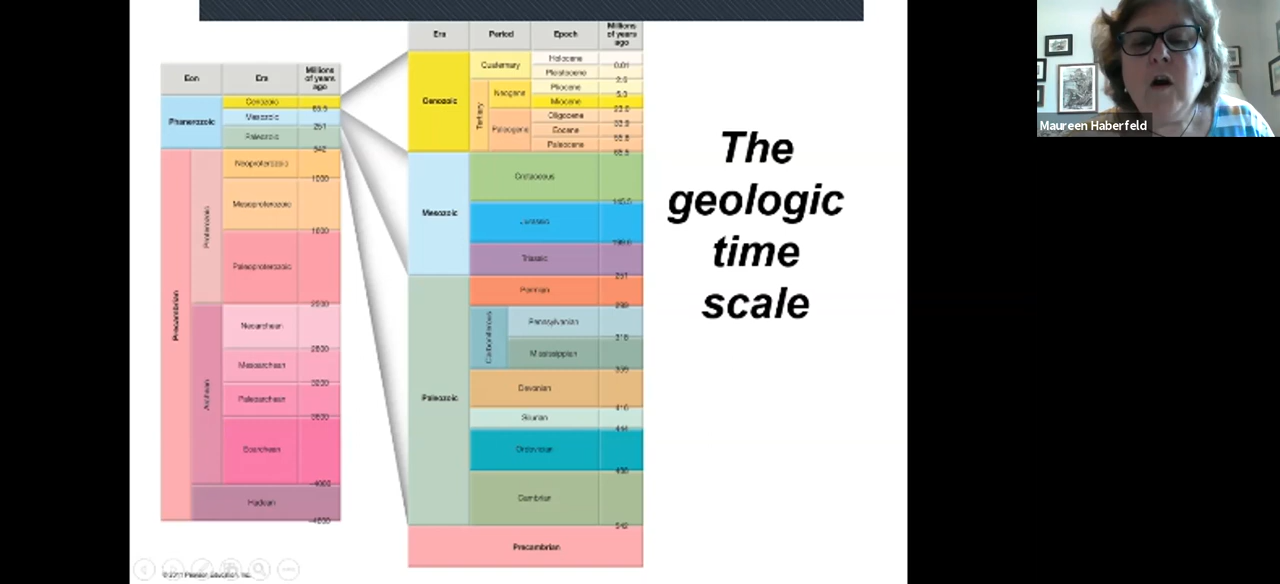 Maureen Haberfeld
The
geologic
time
scale
Eon
Era
Millions
of years
ago
Phanerozoic
Cenozoic
65.5
Mesozoic
251
Paleozoic
542
Precambrian
Proterozoic
Neoproterozoic
1000
Mesoproterozoic
1600
Paleoproterozoic
2500
Archean
Neoarchean
2800
Mesoarchean
3200
Paleoarchean
3600
Eoarchean
~4000
Hadean
~4600
Era
Period
Epoch
Millions
of years
ago
Cenozoic
Quaternary
Holocene
0.01
Pleistocene
2.6
Tertiary
Neogene
Pliocene
5.3
Miocene
23.0
Paleogene
Oligocene
33.9
Eocene
55.8
Paleocene
65.5
Mesozoic
Cretaceous
145.5
Jurassic
199.6
Triassic
251
Paleozoic
Permian
299
Carboniferous
Pennsylvanian
318
Mississippian
359
Devonian
416
Silurian
444
Ordovician
488
Cambrian
542
Precambrian
© 2011 Pearson Education, Inc.